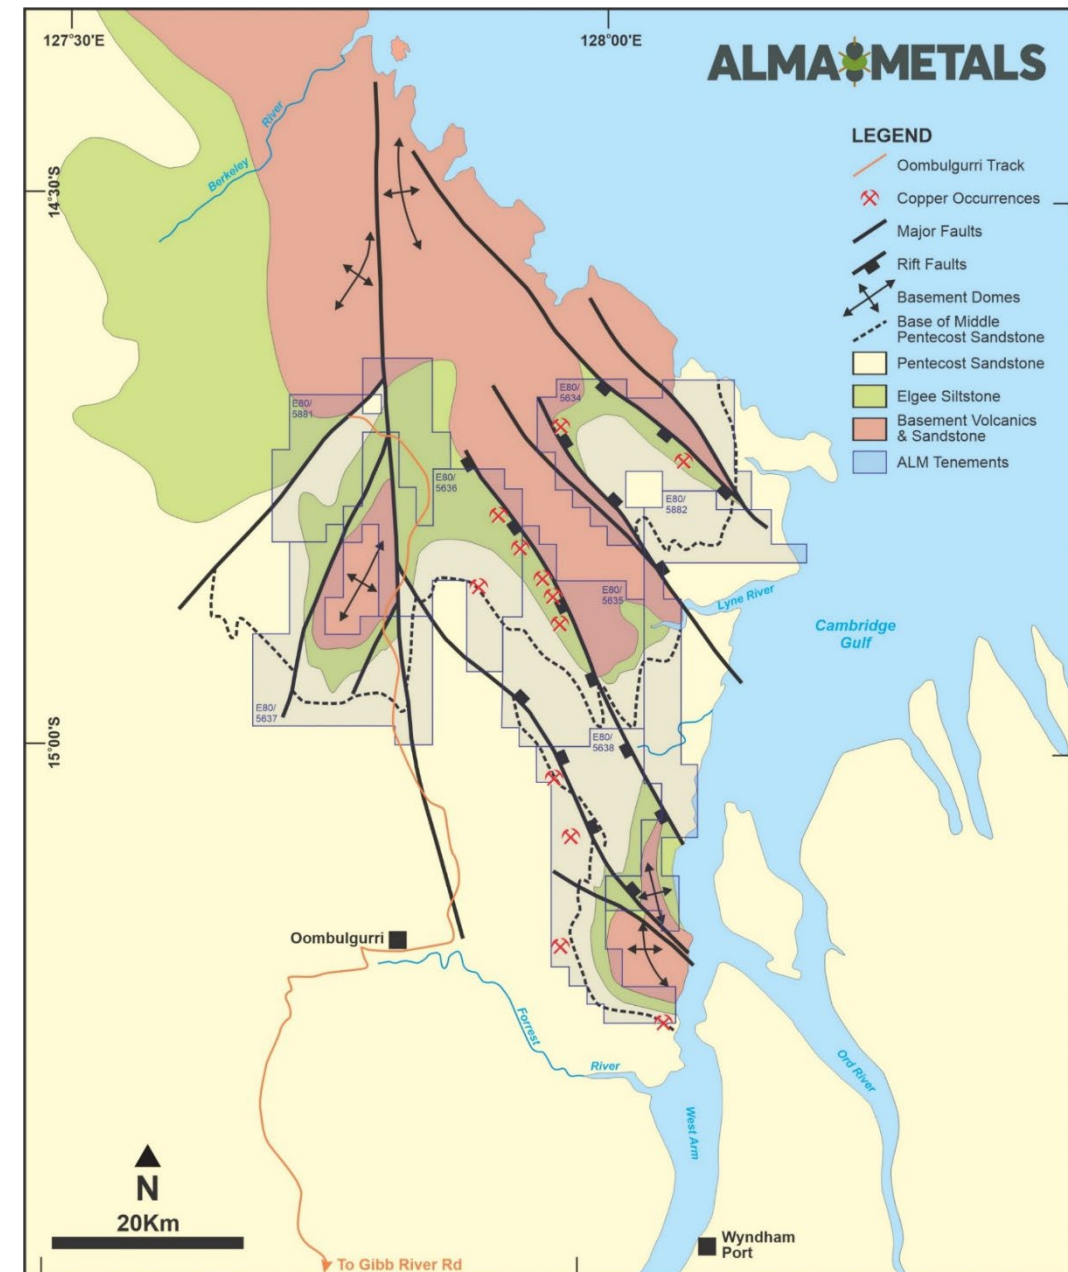 127°30'E
128°00'E
ALMA METALS
LEGEND
Oombulgurri Track
Copper Occurrences
Major Faults
Rift Faults
Basement Domes
Base of Middle
Pentecost Sandstone
Pentecost Sandstone
Elgee Siltstone
Basement Volcanics
& Sandstone
ALM Tenements
Berkeley River
14°30'S
E80/
5881
E80/
5634
E80/
5636
E80/
5882
E80/
5635
Lyne River
Cambridge
Gulf
E80/
5637
E80/
5638
15°00'S
Oombulgurri
Forrest River
Ord River
West Arm
N
20Km
Wyndham
Port
To Gibb River Rd